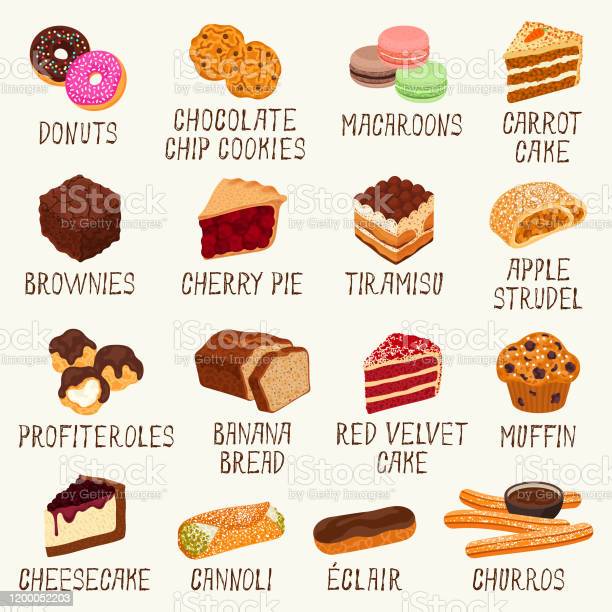 DONUTS
CHOCOLATE
CHIP COOKIES
MACAROONS
CARROT
CAKE
BROWNIES
CHERRY PIE
TIRAMISU
APPLE
STRUDEL
PROFITEROLES
BANANA
BREAD
RED VELVET
CAKE
MUFFIN
CHEESECAKE
CANNOLI
ÉCLAIR
CHURROS
iStock
by Getty Images
1200052203